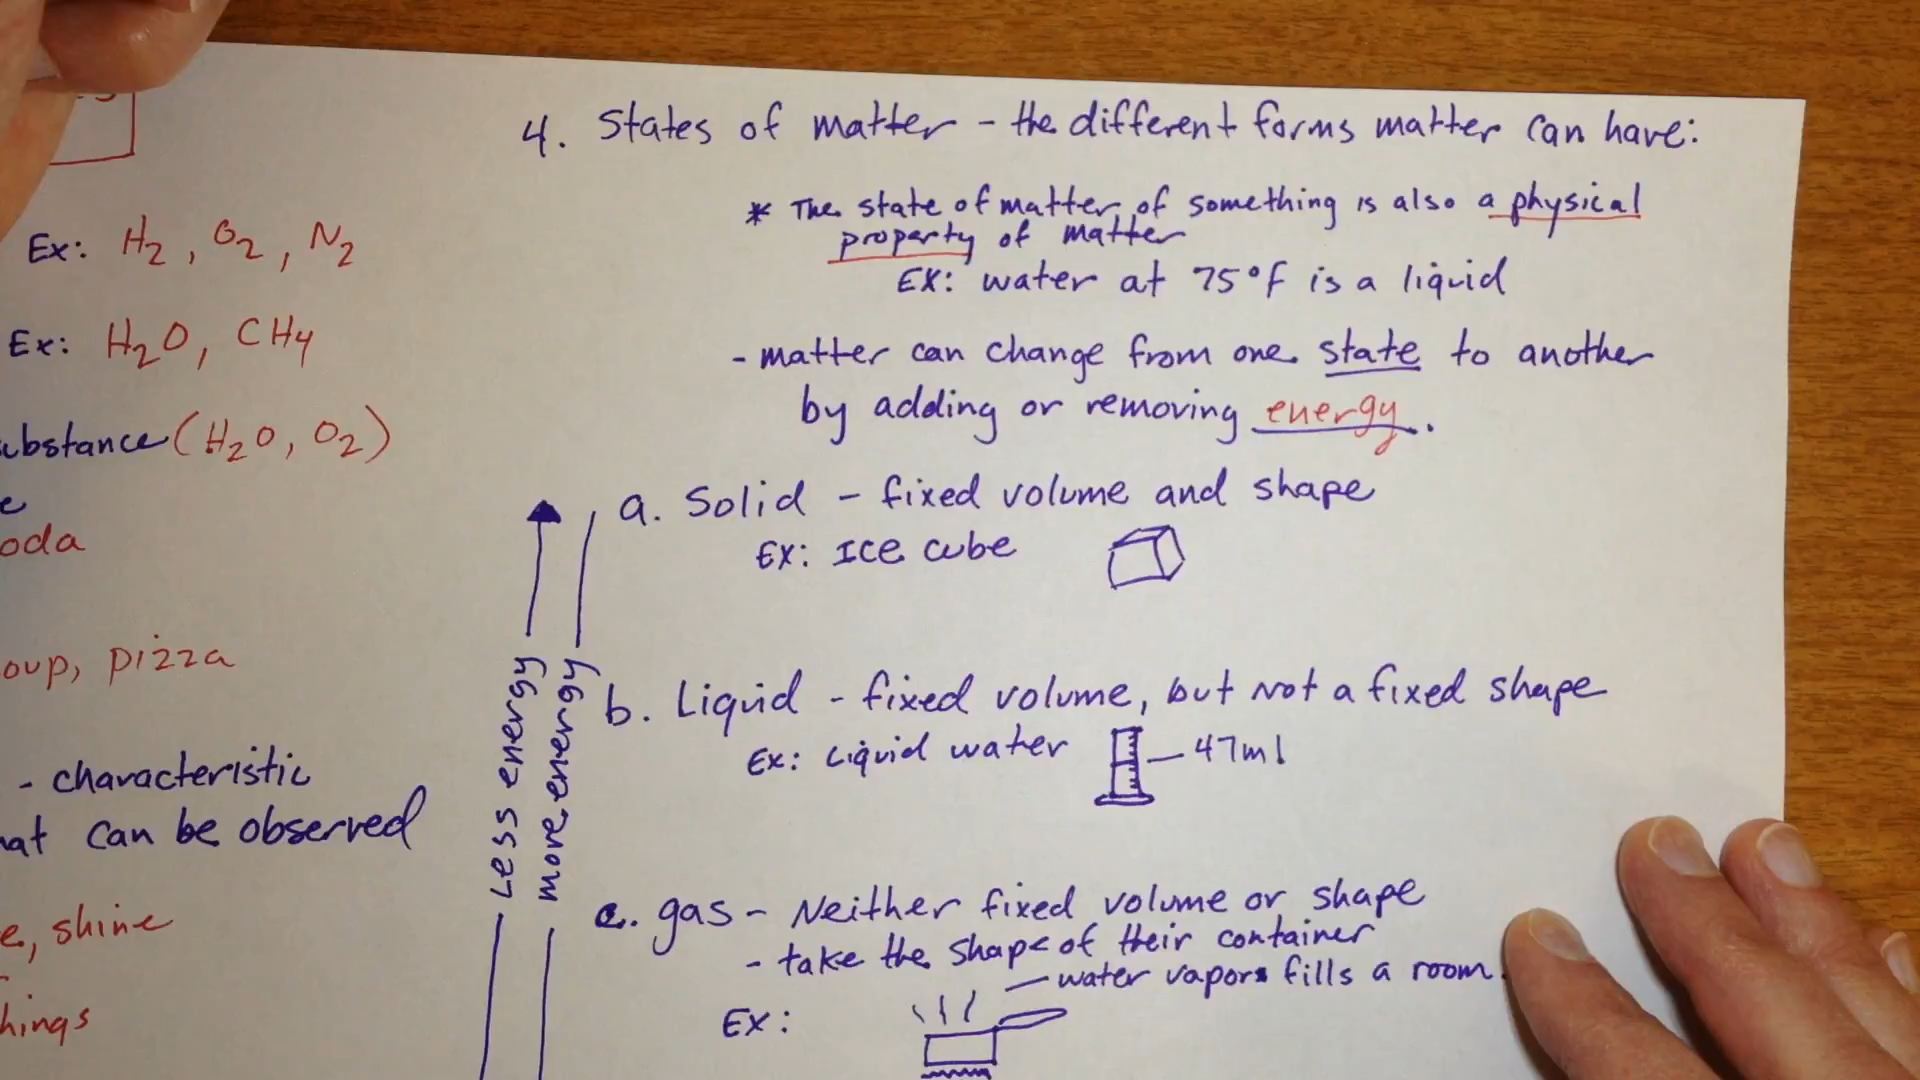 Ex: H2, O2, N2
Ex: H2O, CH4
substance (H2O, O2)
oda
oup, pizza
- characteristic
hat can be observed
e, shine
hings
4. States of matter - the different forms matter can have:
* The state of matter of something is also a physical
property of matter
EX: water at 75°F is a liquid
- matter can change from one state to another
by adding or removing energy.
a. Solid - fixed volume and shape
EX: Ice cube
b. Liquid - fixed volume, but not a fixed shape
Ex: Liquid water
47ml
c. gas - Neither fixed volume or shape
- take the shape of their container
water vapors fills a room.
EX:
Less energy
more energy